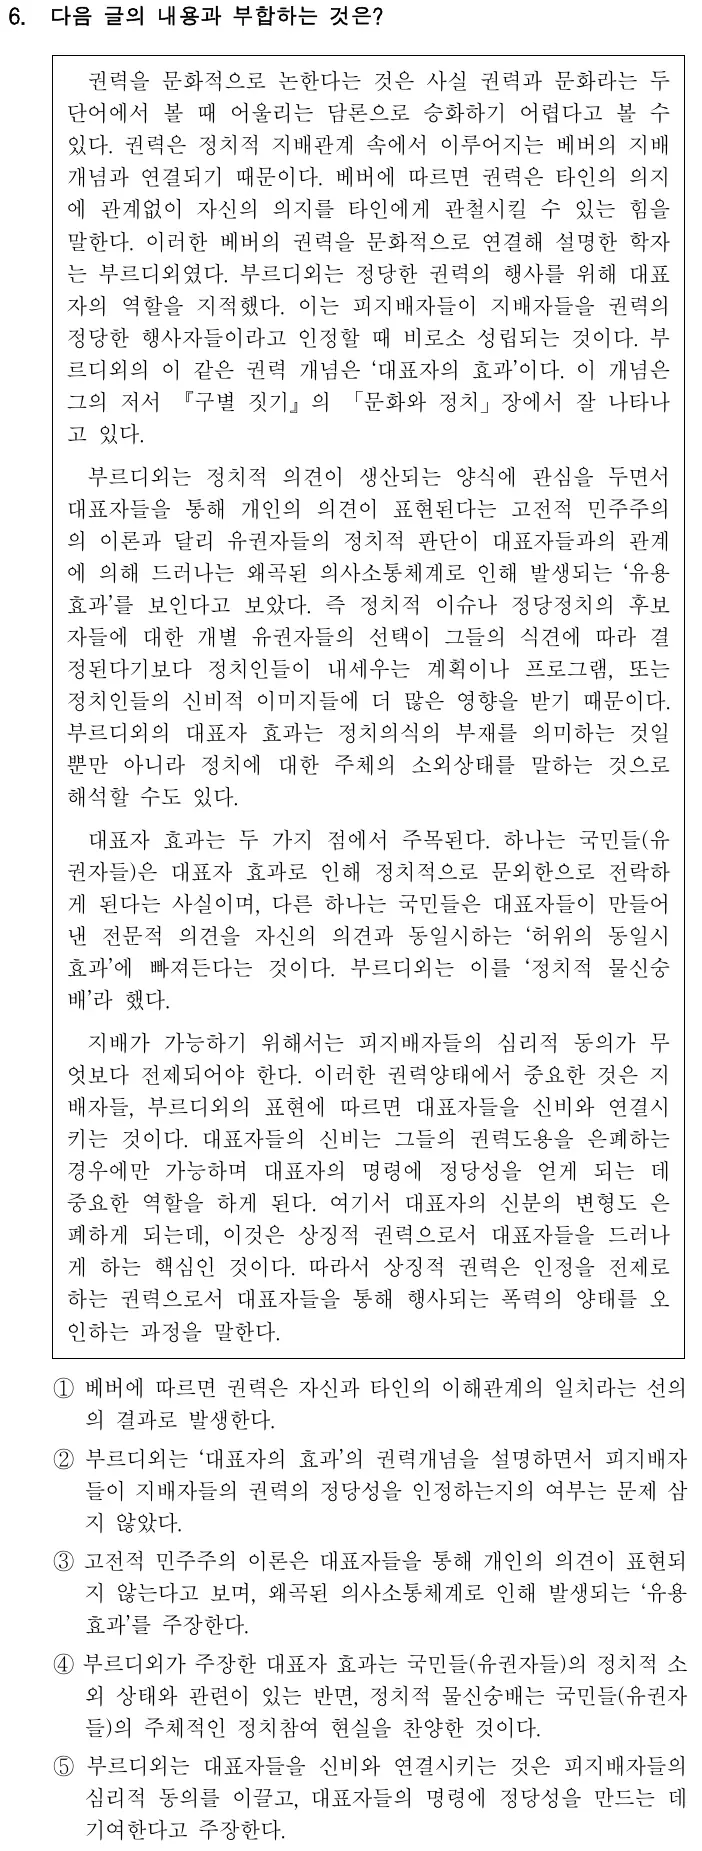 6. 다음 글의 내용과 부합하는 것은?
권력을 문화적으로 논한다는 것은 사실 권력과 문화라는 두
단어에서 볼 때 어울리는 담론으로 승화하기 어렵다고 볼 수
있다. 권력은 정치적 지배관계 속에서 이루어지는 베버의 지배
개념과 연결되기 때문이다. 베버에 따르면 권력은 타인의 의지
에 관계없이 자신의 의지를 타인에게 관철시킬 수 있는 힘을
말한다. 이러한 베버의 권력을 문화적으로 연결해 설명한 학자
는 부르디외였다. 부르디외는 정당한 권력의 행사를 위해 대표
자의 역할을 지적했다. 이는 피지배자들이 지배자들을 권력의
정당한 행사자들이라고 인정할 때 비로소 성립되는 것이다. 부
르디외의 이 같은 권력 개념은 ‘대표자의 효과’이다. 이 개념은
그의 저서 『구별 짓기』의 「문화와 정치」장에서 잘 나타나
고 있다.
부르디외는 정치적 의견이 생산되는 양식에 관심을 두면서
대표자들을 통해 개인의 의견이 표현된다는 고전적 민주주의
의 이론과 달리 유권자들의 정치적 판단이 대표자들과의 관계
에 의해 드러나는 왜곡된 의사소통체계로 인해 발생되는 ‘유용
효과’를 보인다고 보았다. 즉 정치적 이슈나 정당정치의 후보
자들에 대한 개별 유권자들의 선택이 그들의 식견에 따라 결
정된다기보다 정치인들이 내세우는 계획이나 프로그램, 또는
정치인들의 신비적 이미지들에 더 많은 영향을 받기 때문이다.
부르디외의 대표자 효과는 정치의식의 부재를 의미하는 것일
뿐만 아니라 정치에 대한 주체의 소외상태를 말하는 것으로
해석할 수도 있다.
대표자 효과는 두 가지 점에서 주목된다. 하나는 국민들(유
권자들)은 대표자 효과로 인해 정치적으로 문외한으로 전락하
게 된다는 사실이며, 다른 하나는 국민들은 대표자들이 만들어
낸 전문적 의견을 자신의 의견과 동일시하는 ‘허위의 동일시
효과’에 빠져든다는 것이다. 부르디외는 이를 ‘정치적 물신숭
배’라 했다.
지배가 가능하기 위해서는 피지배자들의 심리적 동의가 무
엇보다 전제되어야 한다. 이러한 권력양태에서 중요한 것은 지
배자들, 부르디외의 표현에 따르면 대표자들을 신비와 연결시
키는 것이다. 대표자들의 신비는 그들의 권력도용을 은폐하는
경우에만 가능하며 대표자의 명령에 정당성을 얻게 되는 데
중요한 역할을 하게 된다. 여기서 대표자의 신분의 변형도 은
폐하게 되는데, 이것은 상징적 권력으로서 대표자들을 드러나
게 하는 핵심인 것이다. 따라서 상징적 권력은 인정을 전제로
하는 권력으로서 대표자들을 통해 행사되는 폭력의 양태를 오
인하는 과정을 말한다.
① 베버에 따르면 권력은 자신과 타인의 이해관계의 일치라는 선의
의 결과로 발생한다.
② 부르디외는 ‘대표자의 효과’의 권력개념을 설명하면서 피지배자
들이 지배자들의 권력의 정당성을 인정하는지의 여부는 문제 삼
지 않았다.
③ 고전적 민주주의 이론은 대표자들을 통해 개인의 의견이 표현되
지 않는다고 보며, 왜곡된 의사소통체계로 인해 발생되는 ‘유용
효과’를 주장한다.
④ 부르디외가 주장한 대표자 효과는 국민들(유권자들)의 정치적 소
외 상태와 관련이 있는 반면, 정치적 물신숭배는 국민들(유권자
들)의 주체적인 정치참여 현실을 찬양한 것이다.
⑤ 부르디외는 대표자들을 신비와 연결시키는 것은 피지배자들의
심리적 동의를 이끌고, 대표자들의 명령에 정당성을 만드는 데
기여한다고 주장한다.